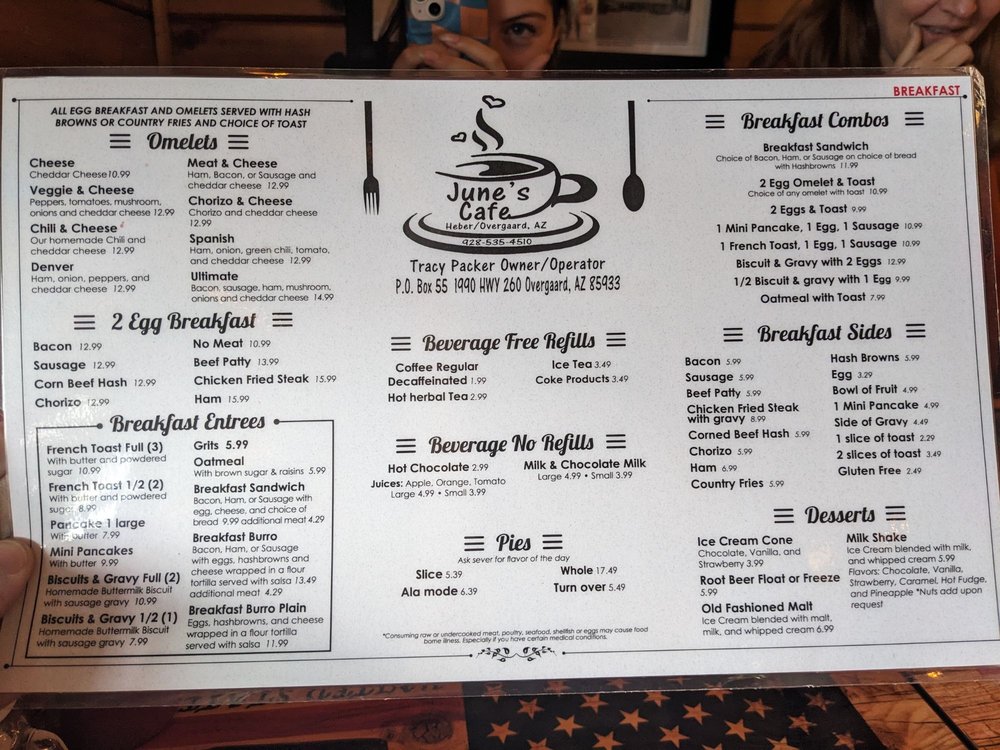 BREAKFAST
ALL EGG BREAKFAST AND OMELETS SERVED WITH HASH
BROWNS OR COUNTRY FRIES AND CHOICE OF TOAST
Omelets
Cheese
Cheddar Cheese10.99
Veggie & Cheese
Peppers, tomatoes, mushroom,
onions and cheddar cheese 12.99
Chili & Cheese
Our homemade Chili and
cheddar cheese 12.99
Denver
Ham, onion, peppers, and
cheddar cheese 12.99
Meat & Cheese
Ham, Bacon, or Sausage and
cheddar cheese 12.99
Chorizo & Cheese
Chorizo and cheddar cheese
12.99
Spanish
Ham, onion, green chili, tomato,
and cheddar cheese 12.99
Ultimate
Bacon, sausage, ham, mushroom,
onions and cheddar cheese 14.99
2 Egg Breakfast
Bacon 12.99
Sausage 12.99
Corn Beef Hash 12.99
Chorizo 12.99
No Meat 10.99
Beef Patty 13.99
Chicken Fried Steak 15.99
Ham 15.99
Breakfast Entrees
French Toast Full (3)
With butter and powdered
sugar 10.99
French Toast 1/2 (2)
With butter and powdered
sugar 8.99
Pancake 1 large
With butter 7.99
Mini Pancakes
With butter 9.99
Biscuits & Gravy Full (2)
Homemade Buttermilk Biscuit
with sausage gravy 10.99
Biscuits & Gravy 1/2 (1)
Homemade Buttermilk Biscuit
with sausage gravy 7.99
Grits 5.99
Oatmeal
With brown sugar & raisins 5.99
Breakfast Sandwich
Bacon, Ham, or Sausage with
egg, cheese, and choice of
bread 9.99 additional meat 4.29
Breakfast Burro
Bacon, Ham, or Sausage
with eggs, hashbrowns and
cheese wrapped in a flour
tortilla served with salsa 13.49
additional meat 4.29
Breakfast Burro Plain
Eggs, hashbrowns, and cheese
wrapped in a flour tortilla
served with salsa 11.99
June's
Cafe
Heber/Overgaard, AZ
928-535-4510
Tracy Packer Owner/Operator
P.O. Box 55 1990 HWY 260 Overgaard, AZ 85933
Beverage Free Refills
Coffee Regular
Decaffeinated 1.99
Hot herbal Tea 2.99
Ice Tea 3.49
Coke Products 3.49
Beverage No Refills
Hot Chocolate 2.99
Juices: Apple, Orange, Tomato
Large 4.99 • Small 3.99
Milk & Chocolate Milk
Large 4.99 • Small 3.99
Pies
Ask sever for flavor of the day
Slice 5.39
Ala mode 6.39
Whole 17.49
Turn over 5.49
*Consuming raw or undercooked meat, poultry, seafood, shellfish or eggs may cause food
borne illness. Especially if you have certain medical conditions.
Breakfast Combos
Breakfast Sandwich
Choice of Bacon, Ham, or Sausage on choice of bread
with Hashbrowns 11.99
2 Egg Omelet & Toast
Choice of any omelet with toast 10.99
2 Eggs & Toast 9.99
1 Mini Pancake, 1 Egg, 1 Sausage 10.99
1 French Toast, 1 Egg, 1 Sausage 10.99
Biscuit & Gravy with 2 Eggs 12.99
1/2 Biscuit & gravy with 1 Egg 9.99
Oatmeal with Toast 7.99
Breakfast Sides
Bacon 5.99
Sausage 5.99
Beef Patty 5.99
Chicken Fried Steak
with gravy 8.99
Corned Beef Hash 5.99
Chorizo 5.99
Ham 6.99
Country Fries 5.99
Hash Browns 5.99
Egg 3.29
Bowl of Fruit 4.99
1 Mini Pancake 4.99
Side of Gravy 4.49
1 slice of toast 2.29
2 slices of toast 3.49
Gluten Free 2.49
Desserts
Ice Cream Cone
Chocolate, Vanilla, and
Strawberry 3.99
Root Beer Float or Freeze
5.99
Old Fashioned Malt
Ice Cream blended with malt,
milk, and whipped cream 6.99
Milk Shake
Ice Cream blended with milk,
and whipped cream 5.99
Flavors: Chocolate, Vanilla,
Strawberry, Caramel, Hot Fudge,
and Pineapple *Nuts add upon
request